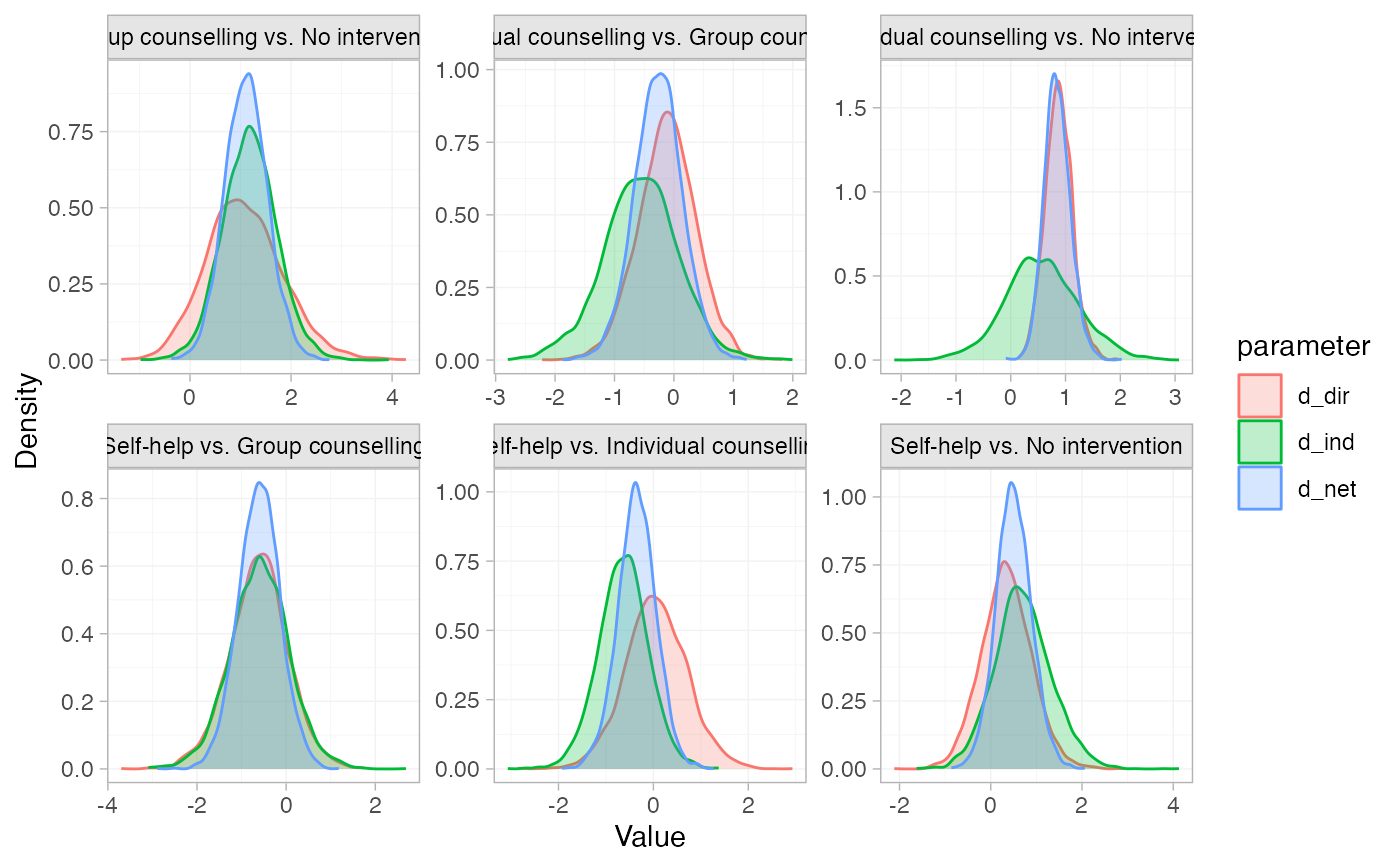 up counselling vs. No interven
ual counselling vs. Group coun
dual counselling vs. No interve
0.75
0.50
0.25
0.00
0 2 4
1.00
0.75
0.50
0.25
0.00
-3 -2 -1 0 1 2
1.5
1.0
0.5
0.0
-2 -1 0 1 2 3
Density
Self-help vs. Group counselling
elf-help vs. Individual counsellin
Self-help vs. No intervention
0.8
0.6
0.4
0.2
0.0
-4 -2 0 2
1.00
0.75
0.50
0.25
0.00
-2 0 2
1.00
0.75
0.50
0.25
0.00
-2 0 2 4
Value
parameter
d_dir
d_ind
d_net